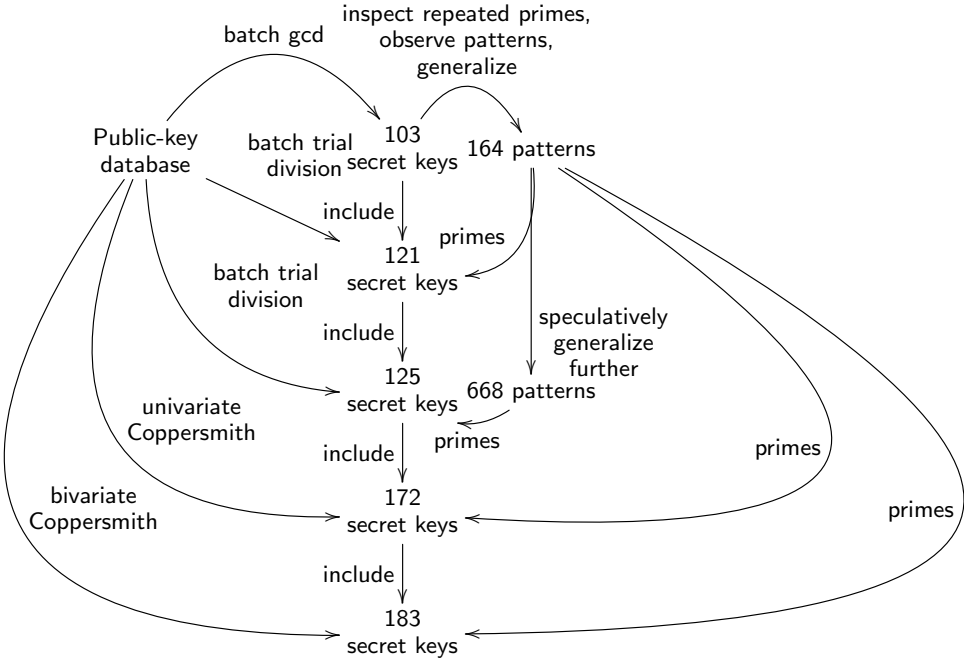 inspect repeated primes,
observe patterns,
generalize
batch gcd
Public-key
database
103
secret keys
164 patterns
batch trial
division
include
primes
121
secret keys
batch trial
division
include
speculatively
generalize
further
125
secret keys
668 patterns
primes
univariate
Coppersmith
include
primes
172
secret keys
bivariate
Coppersmith
primes
include
183
secret keys